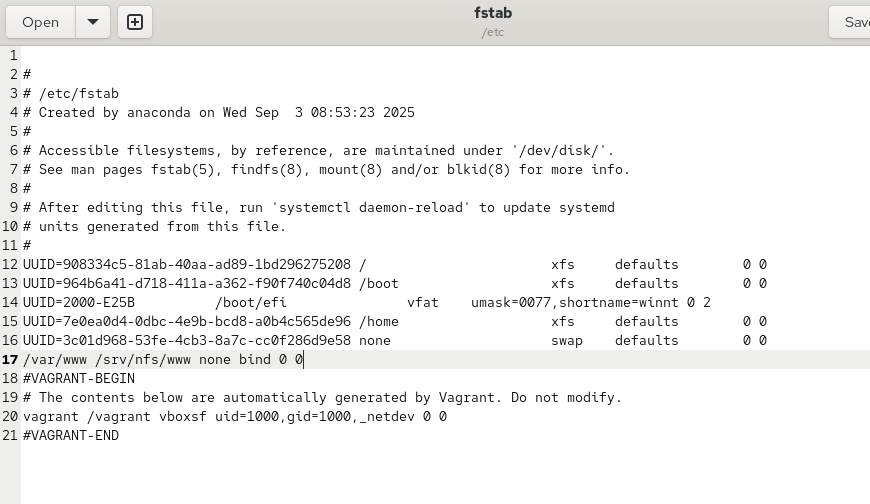 Open
fstab
/etc
Save
1
2 #
3 # /etc/fstab
4 # Created by anaconda on Wed Sep  3 08:53:23 2025
5 #
6 # Accessible filesystems, by reference, are maintained under '/dev/disk/'.
7 # See man pages fstab(5), findfs(8), mount(8) and/or blkid(8) for more info.
8 #
9 # After editing this file, run 'systemctl daemon-reload' to update systemd
10 # units generated from this file.
11 #
12 UUID=908334c5-81ab-40aa-ad89-1bd296275208 /                       xfs     defaults        0 0
13 UUID=964b6a41-d718-411a-a362-f90f740c04d8 /boot                   xfs     defaults        0 0
14 UUID=2000-E25B          /boot/efi               vfat    umask=0077,shortname=winnt 0 2
15 UUID=7e0ea0d4-0dbc-4e9b-bcd8-a0b4c565de96 /home                   xfs     defaults        0 0
16 UUID=3c01d968-53fe-4cb3-8a7c-cc0f286d9e58 none                    swap    defaults        0 0
17 /var/www /srv/nfs/www none bind 0 0
18 #VAGRANT-BEGIN
19 # The contents below are automatically generated by Vagrant. Do not modify.
20 vagrant /vagrant vboxsf uid=1000,gid=1000,_netdev 0 0
21 #VAGRANT-END